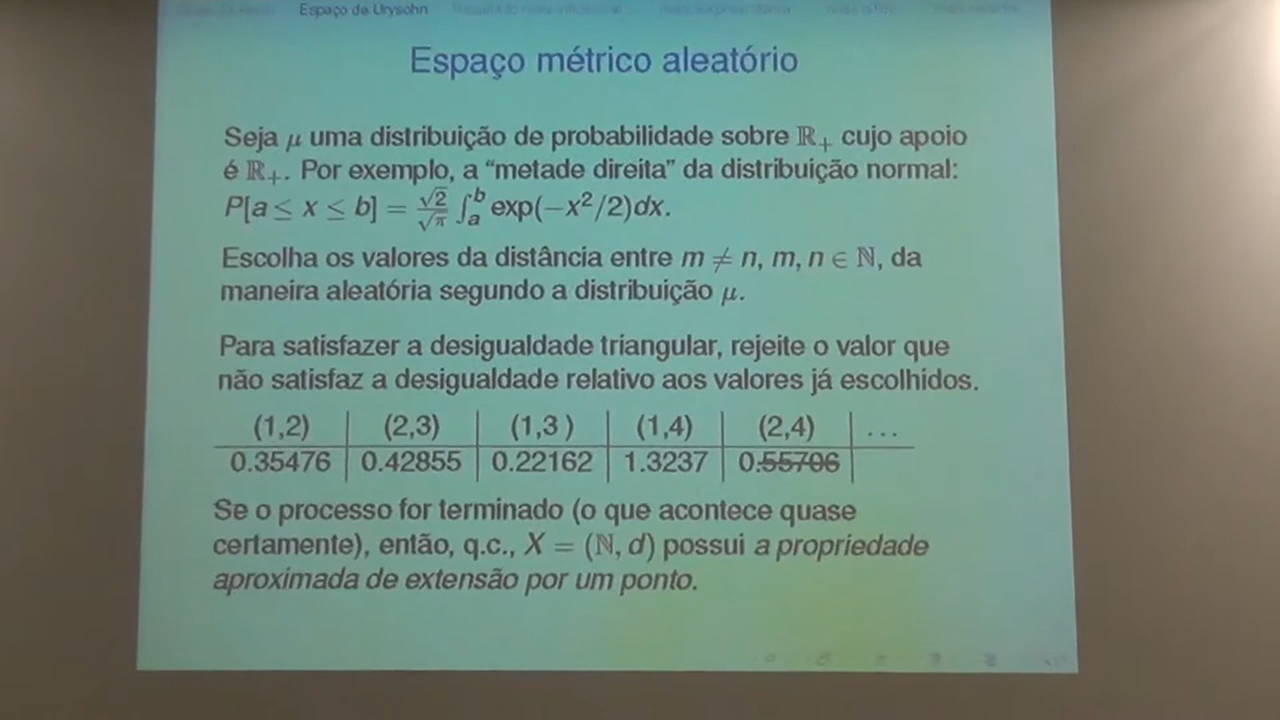 Espaço de Urysohn
Espaço métrico aleatório
Seja μ uma distribuição de probabilidade sobre ℝ₊ cujo apoio
é ℝ₊. Por exemplo, a “metade direita” da distribuição normal:
P[a ≤ x ≤ b] = √2/√π ∫ₐᵇ exp(−x²/2)dx.
Escolha os valores da distância entre m ≠ n, m, n ∈ ℕ, da
maneira aleatória segundo a distribuição μ.
Para satisfazer a desigualdade triangular, rejeite o valor que
não satisfaz a desigualdade relativo aos valores já escolhidos.
(1,2) (2,3) (1,3 ) (1,4) (2,4) ...
0.35476 0.42855 0.22162 1.3237 0.55706
Se o processo for terminado (o que acontece quase
certamente), então, q.c., X = (ℕ, d) possui a propriedade
aproximada de extensão por um ponto.